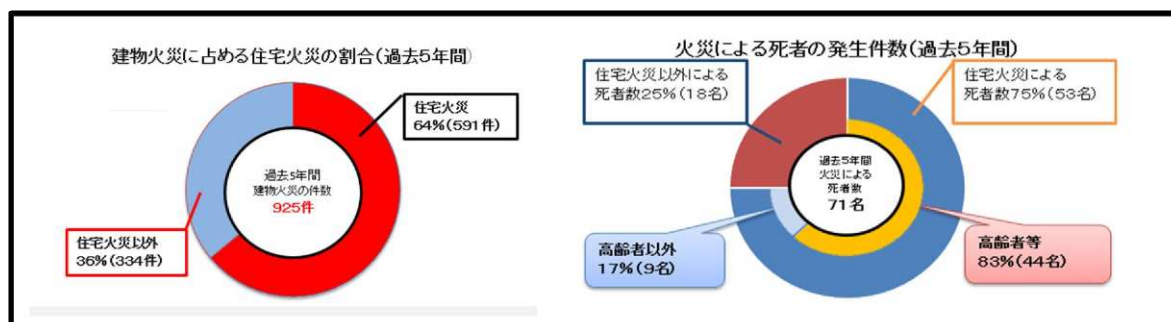 建物火災に占める住宅火災の割合(過去5年間)
住宅火災
64%(591件)
過去5年間
建物火災の件数
925件
住宅火災以外
36%(334件)
火災による死者の発生件数(過去5年間)
住宅火災以外による
死者数25%(18名)
住宅火災による
死者数75%(53名)
過去5年間
火災による
死者数
71名
高齢者以外
17%(9名)
高齢者等
83%(44名)